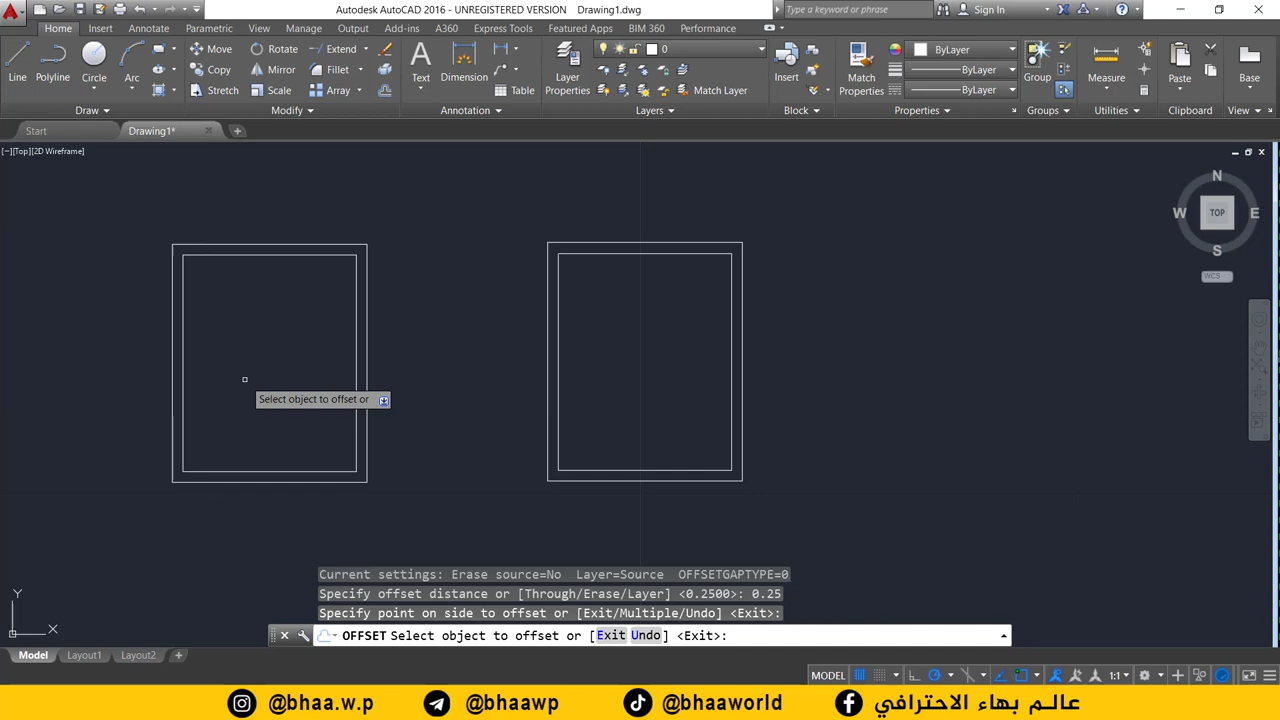 Autodesk AutoCAD 2016 - UNREGISTERED VERSION Drawing1.dwg
Type a keyword or phrase
Sign In
Home Insert Annotate Parametric View Manage Output Add-ins A360 Express Tools Featured Apps BIM 360 Performance
Line
Polyline
Circle
Arc
Move
Rotate
Extend
Copy
Mirror
Fillet
Stretch
Scale
Array
Text
Dimension
Table
Layer
Properties
0
Match Layer
Insert
Match
Properties
ByLayer
ByLayer
ByLayer
Group
Measure
Paste
Base
Draw
Modify
Annotation
Layers
Block
Properties
Groups
Utilities
Clipboard
View
Start
Drawing1*
[−][Top][2D Wireframe]
N
W
TOP
E
S
WCS
Select object to offset or
Current settings: Erase source=No Layer=Source OFFSETGAPTYPE=0
Specify offset distance or [Through/Erase/Layer] <0.2500>: 0.25
Specify point on side to offset or [Exit/Multiple/Undo] <Exit>:
OFFSET Select object to offset or [Exit Undo] <Exit>:
Y
X
Model
Layout1
Layout2
MODEL
1:1
@bhaa.w.p
@bhaawp
@bhaaworld
عالم بهاء الاحترافي